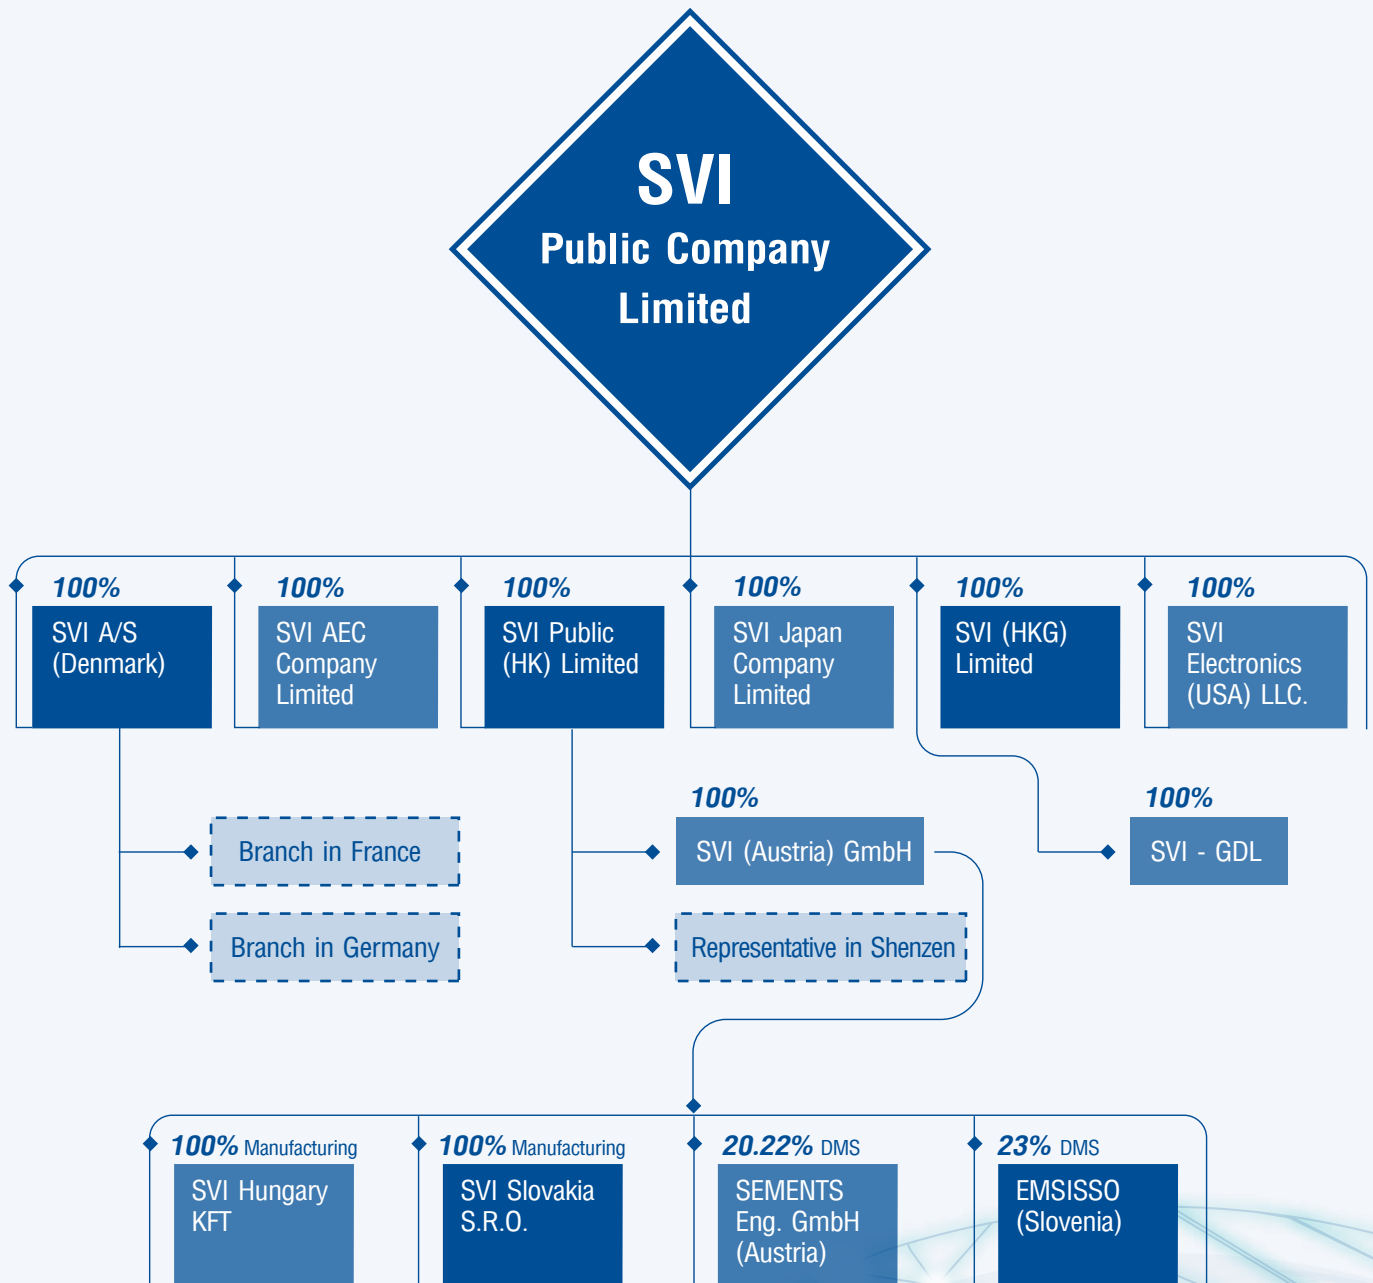 SVI
Public Company
Limited
100%
SVI A/S
(Denmark)
100%
SVI AEC
Company
Limited
100%
SVI Public
(HK) Limited
100%
SVI Japan
Company
Limited
100%
SVI (HKG)
Limited
100%
SVI
Electronics
(USA) LLC.
Branch in France
Branch in Germany
100%
SVI (Austria) GmbH
Representative in Shenzen
100%
SVI - GDL
100% Manufacturing
SVI Hungary
KFT
100% Manufacturing
SVI Slovakia
S.R.O.
20.22% DMS
SEMENTS
Eng. GmbH
(Austria)
23% DMS
EMSISSO
(Slovenia)